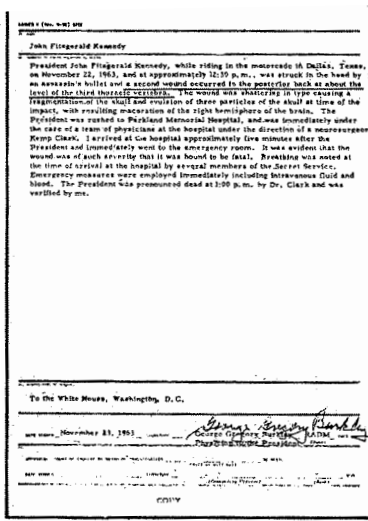 John Fitzgerald Kennedy
President John Fitzgerald Kennedy, while riding in the motorcade in Dallas, Texas,
on November 22, 1963, and at approximately 12:30 p.m., was struck in the head by
an assassin's bullet and a second wound occurred in the posterior back at about the
level of the third thoracic vertebra. The wound was shattering in type causing a
fragmentation of the skull and evulsion of three particles of the skull at time of the
impact, with resulting maceration of the right hemisphere of the brain. The
President was rushed to Parkland Memorial Hospital, and was immediately under
the care of a team of physicians at the hospital under the direction of a neurosurgeon,
Kemp Clark. I arrived at the hospital approximately five minutes after the
President and immediately went to the emergency room. It was evident that the
wound was of such severity that it was bound to be fatal. Breathing was noted at
the time of arrival at the hospital by several members of the Secret Service.
Emergency measures were employed immediately including intravenous fluid and
blood. The President was pronounced dead at 1:00 p.m. by Dr. Clark and was
verified by me.
To the White House, Washington, D. C.
George Gregory Burkley
November 23, 1963
George Gregory Burkley RADM
Physician to the President
COPY